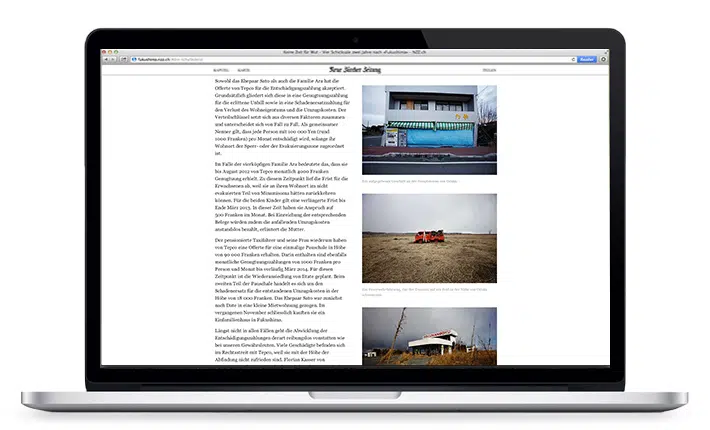 Keine Zeit für Wut – Vier Schicksale zwei Jahre nach «Fukushima» – NZZ.ch
fukushima.nzz.ch
Reader
Neue Zürcher Zeitung
Sowohl das Ehepaar Sato als auch die Familie Ara hat die
Offerte von Tepco für die Entschädigungszahlung akzeptiert.
Grundsätzlich gliedert sich diese in eine Genugtuungszahlung
für die erlittene Unbill sowie in eine Schadenersatzzahlung für
den Verlust des Wohneigentums und die Umzugskosten. Der
Verteilschlüssel setzt sich aus diversen Faktoren zusammen
und unterscheidet sich von Fall zu Fall. Als gemeinsamer
Nenner gilt, dass jede Person mit 100 000 Yen (rund
1000 Franken) pro Monat entschädigt wird, solange ihr
Wohnort der Sperr- oder der Evakuierungszone zugeordnet
ist.
Im Falle der vierköpfigen Familie Ara bedeutete das, dass sie
bis August 2012 von Tepco monatlich 4000 Franken
Genugtuung erhielt. Zu diesem Zeitpunkt lief die Frist für die
Erwachsenen ab, weil sie an ihren Wohnort im nicht
evakuierten Teil von Minamisoma hätten zurückkehren
können. Für die beiden Kinder gilt eine verlängerte Frist bis
Ende März 2013. In dieser Zeit haben sie Anspruch auf
500 Franken im Monat. Bei Einreichung der entsprechenden
Belege würden zudem die anfallenden Umzugskosten
anstandslos bezahlt, erläutert die Mutter.
Der pensionierte Taxiführer und seine Frau wiederum haben
von Tepco eine Offerte für eine einmalige Pauschale in Höhe
von 90 000 Franken erhalten. Darin enthalten sind ebenfalls
monatliche Genugtuungszahlungen von 1000 Franken pro
Person und Monat bis vorläufig März 2014. Für diesen
Zeitpunkt ist die Wiederansiedlung von Itate geplant. Beim
zweiten Teil der Pauschale handelt es sich um den
Schadenersatz für die entstandenen Umzugskosten in der
Höhe von 18 000 Franken. Das Ehepaar Sato war zunächst
nach Date in eine kleine Mietwohnung gezogen. Im
vergangenen November schliesslich kauften sie ein
Einfamilienhaus in Fukushima.
Längst nicht in allen Fällen geht die Abwicklung der
Entschädigungszahlungen derart reibungslos vonstatten wie
bei unseren Gewährsleuten. Viele Geschädigte befinden sich
im Rechtsstreit mit Tepco, weil sie mit der Höhe der
Abfindung nicht zufrieden sind. Florian Kasser von